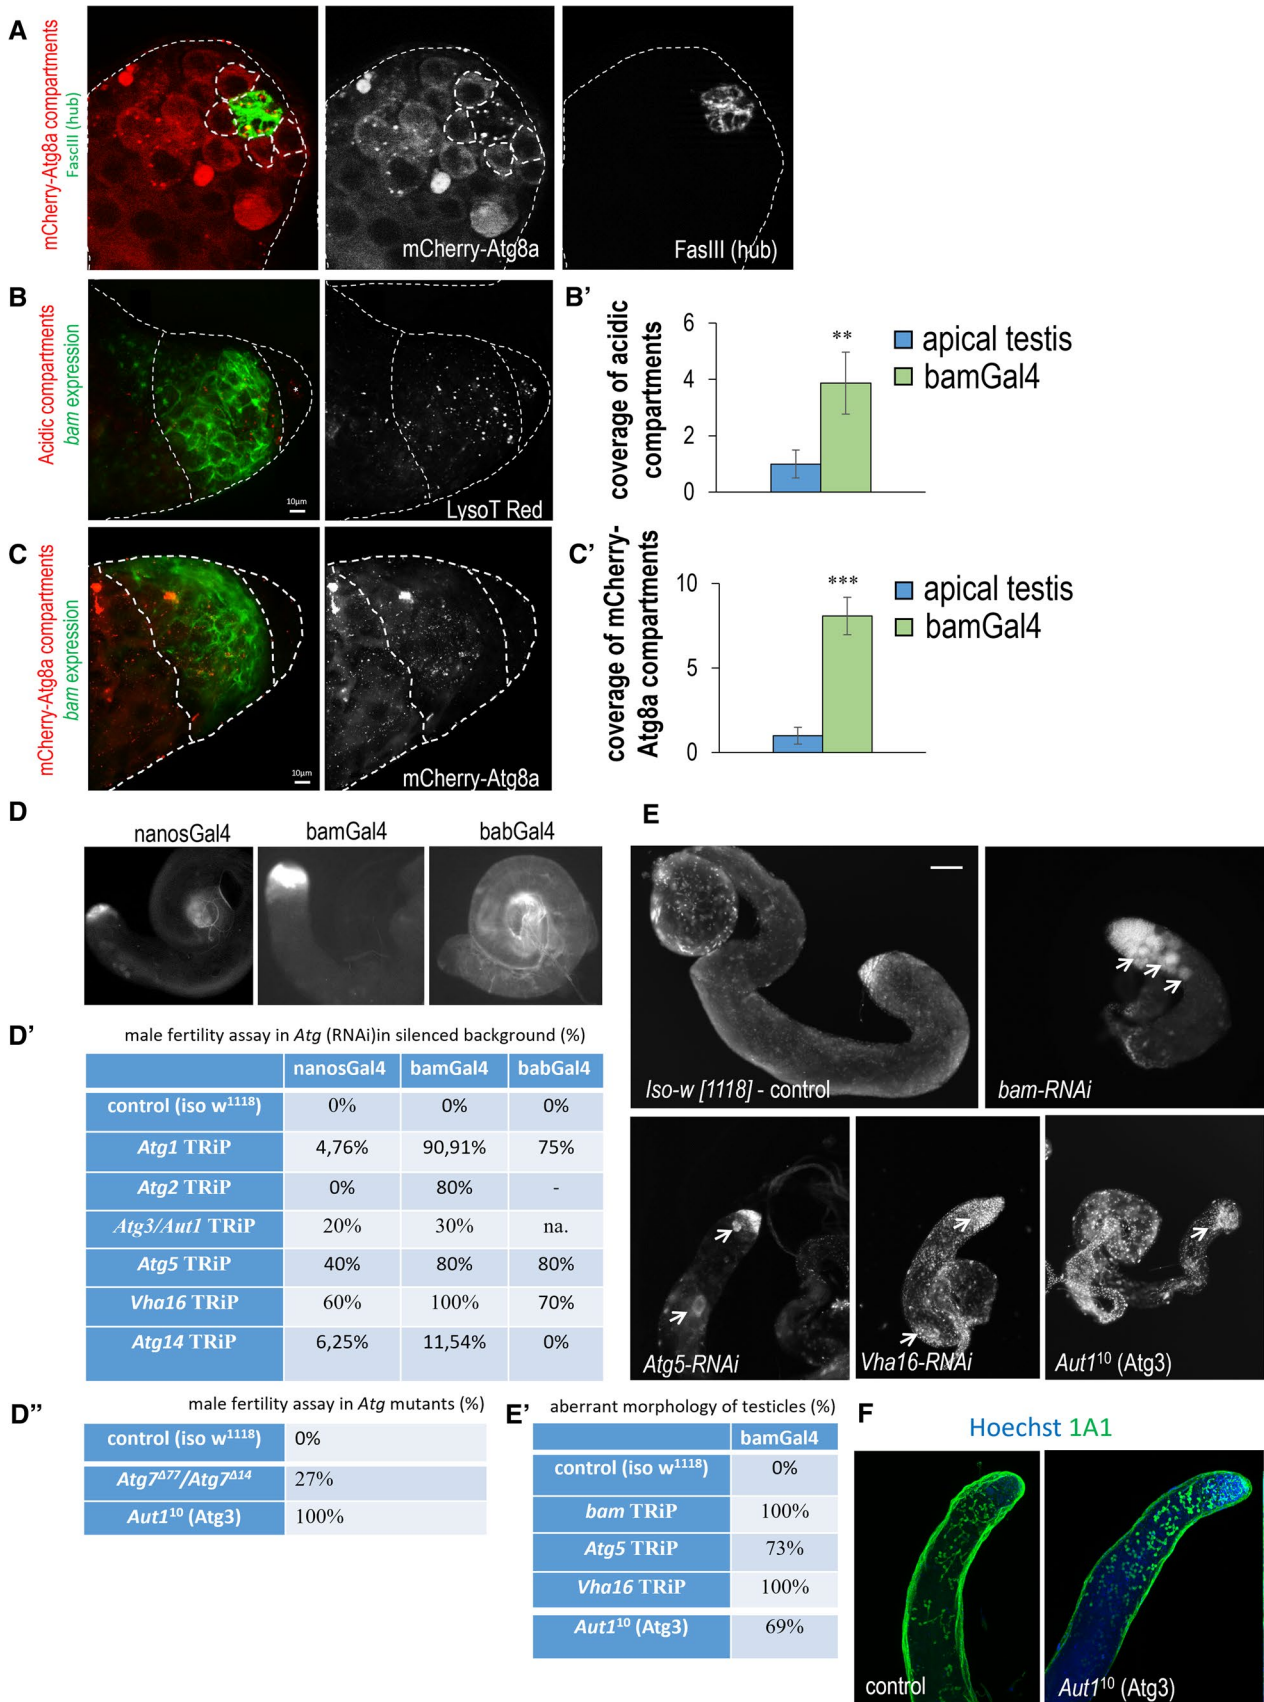 A
mCherry-Atg8a compartments
FascIII (hub)
mCherry-Atg8a
FasIII (hub)
B
Acidic compartments
bam expression
*
10µm
LysoT Red
B’
coverage of acidic
compartments
6
4
2
0
**
apical testis
bamGal4
C
mCherry-Atg8a compartments
bam expression
10µm
mCherry-Atg8a
C’
coverage of mCherry-
Atg8a compartments
10
5
0
***
apical testis
bamGal4
D
nanosGal4 bamGal4 babGal4
D’
male fertility assay in Atg (RNAi)in silenced background (%)
nanosGal4 bamGal4 babGal4
control (iso w1118) 0% 0% 0%
Atg1 TRiP 4,76% 90,91% 75%
Atg2 TRiP 0% 80% -
Atg3/Aut1 TRiP 20% 30% na.
Atg5 TRiP 40% 80% 80%
Vha16 TRiP 60% 100% 70%
Atg14 TRiP 6,25% 11,54% 0%
D”
male fertility assay in Atg mutants (%)
control (iso w1118) 0%
Atg7Δ77/Atg7Δ14 27%
Aut110 (Atg3) 100%
E
Iso-w [1118] - control
bam-RNAi
Atg5-RNAi
Vha16-RNAi
Aut110 (Atg3)
E’
aberrant morphology of testicles (%)
bamGal4
control (iso w1118) 0%
bam TRiP 100%
Atg5 TRiP 73%
Vha16 TRiP 100%
Aut110 (Atg3) 69%
F
Hoechst 1A1
control
Aut110 (Atg3)